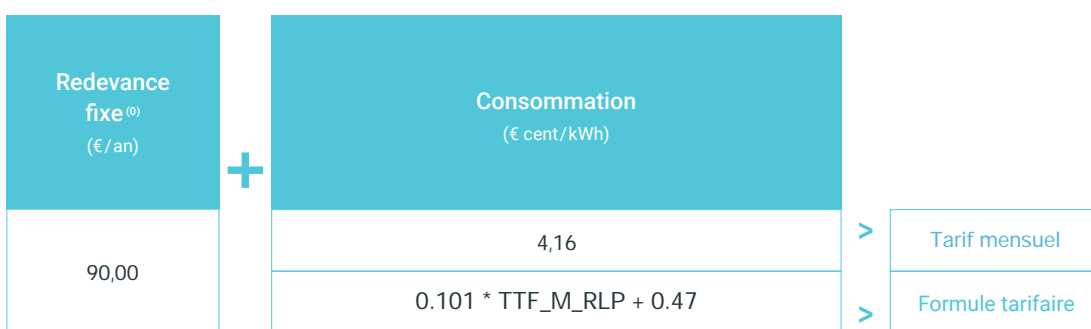 Redevance
fixe (0)
(€/an)
+
Consommation
(€ cent/kWh)
90,00
4,16
> Tarif mensuel
0.101 * TTF_M_RLP + 0.47
> Formule tarifaire